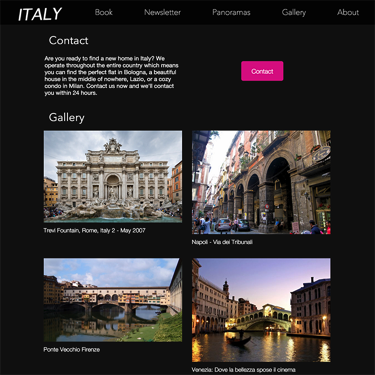 ITALY
Book Newsletter Panoramas Gallery About
Contact
Are you ready to find a new home in Italy? We
operate throughout the entire country which means
you can find the perfect flat in Bologna, a beautiful
house in the middle of nowhere, Lazio, or a cozy
condo in Milan. Contact us now and we'll contact
you within 24 hours.
Contact
Gallery
Trevi Fountain, Rome, Italy 2 - May 2007
Napoli - Via dei Tribunali
Ponte Vecchio Firenze
Venezia: Dove la bellezza spose il cinema